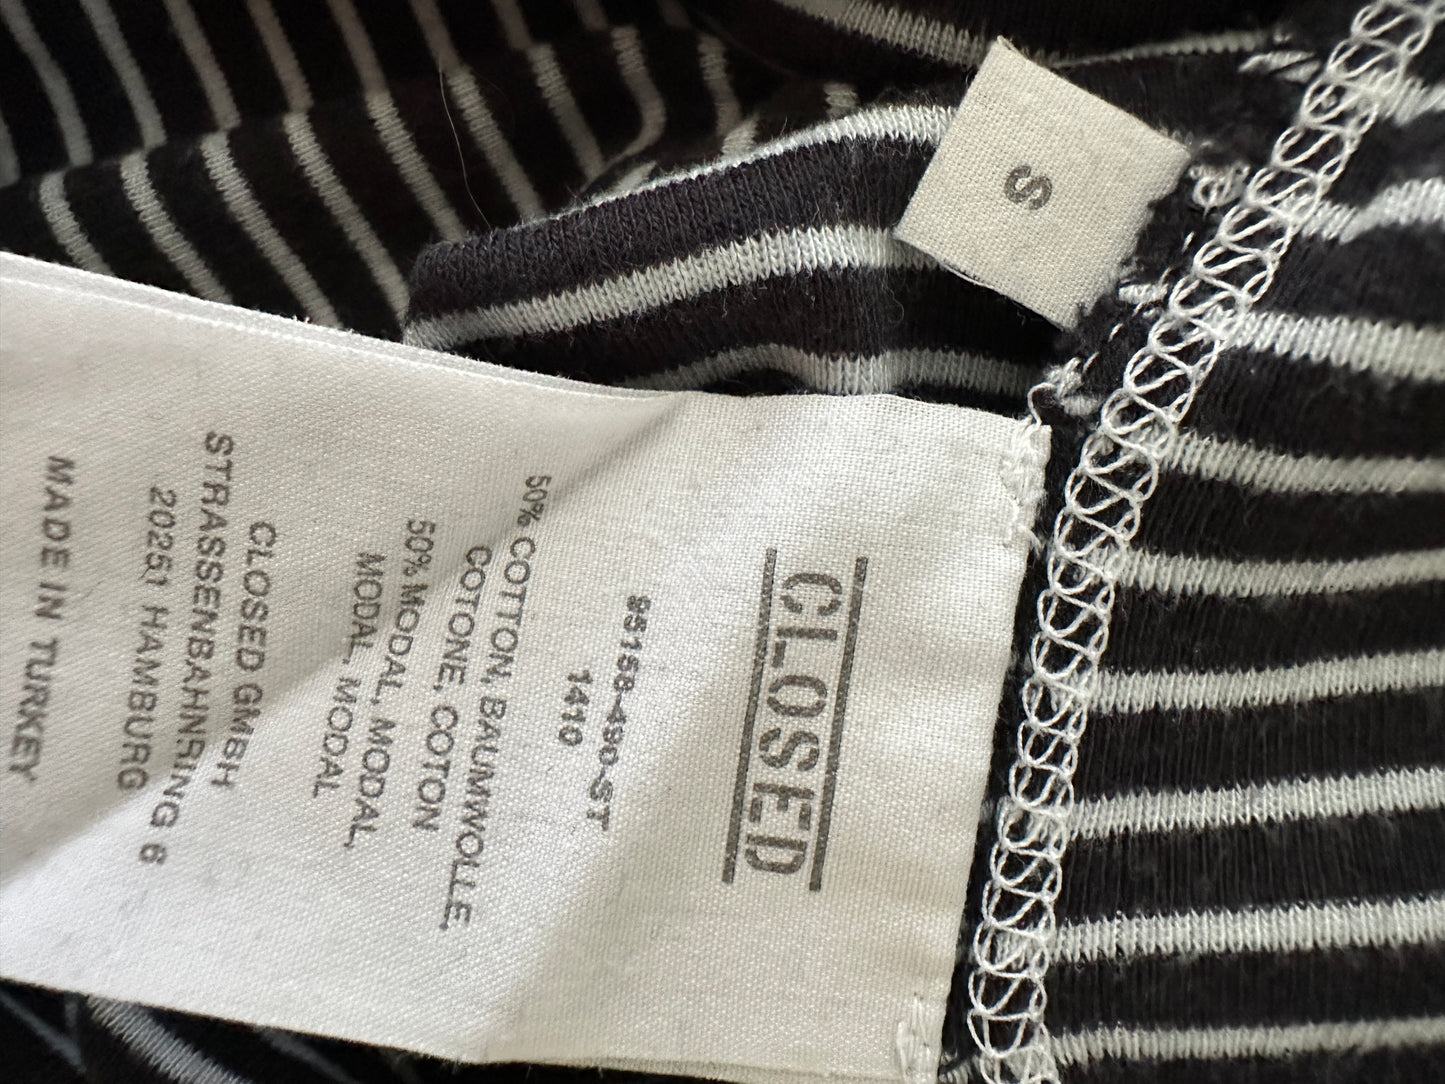 S
CLOSED
95158-490-ST
1410
50% COTTON, BAUMWOLLE,
COTONE, COTON
50% MODAL, MODAL,
MODAL, MODAL
CLOSED GMBH
STRASSENBAHNRING 6
20251 HAMBURG
MADE IN TURKEY